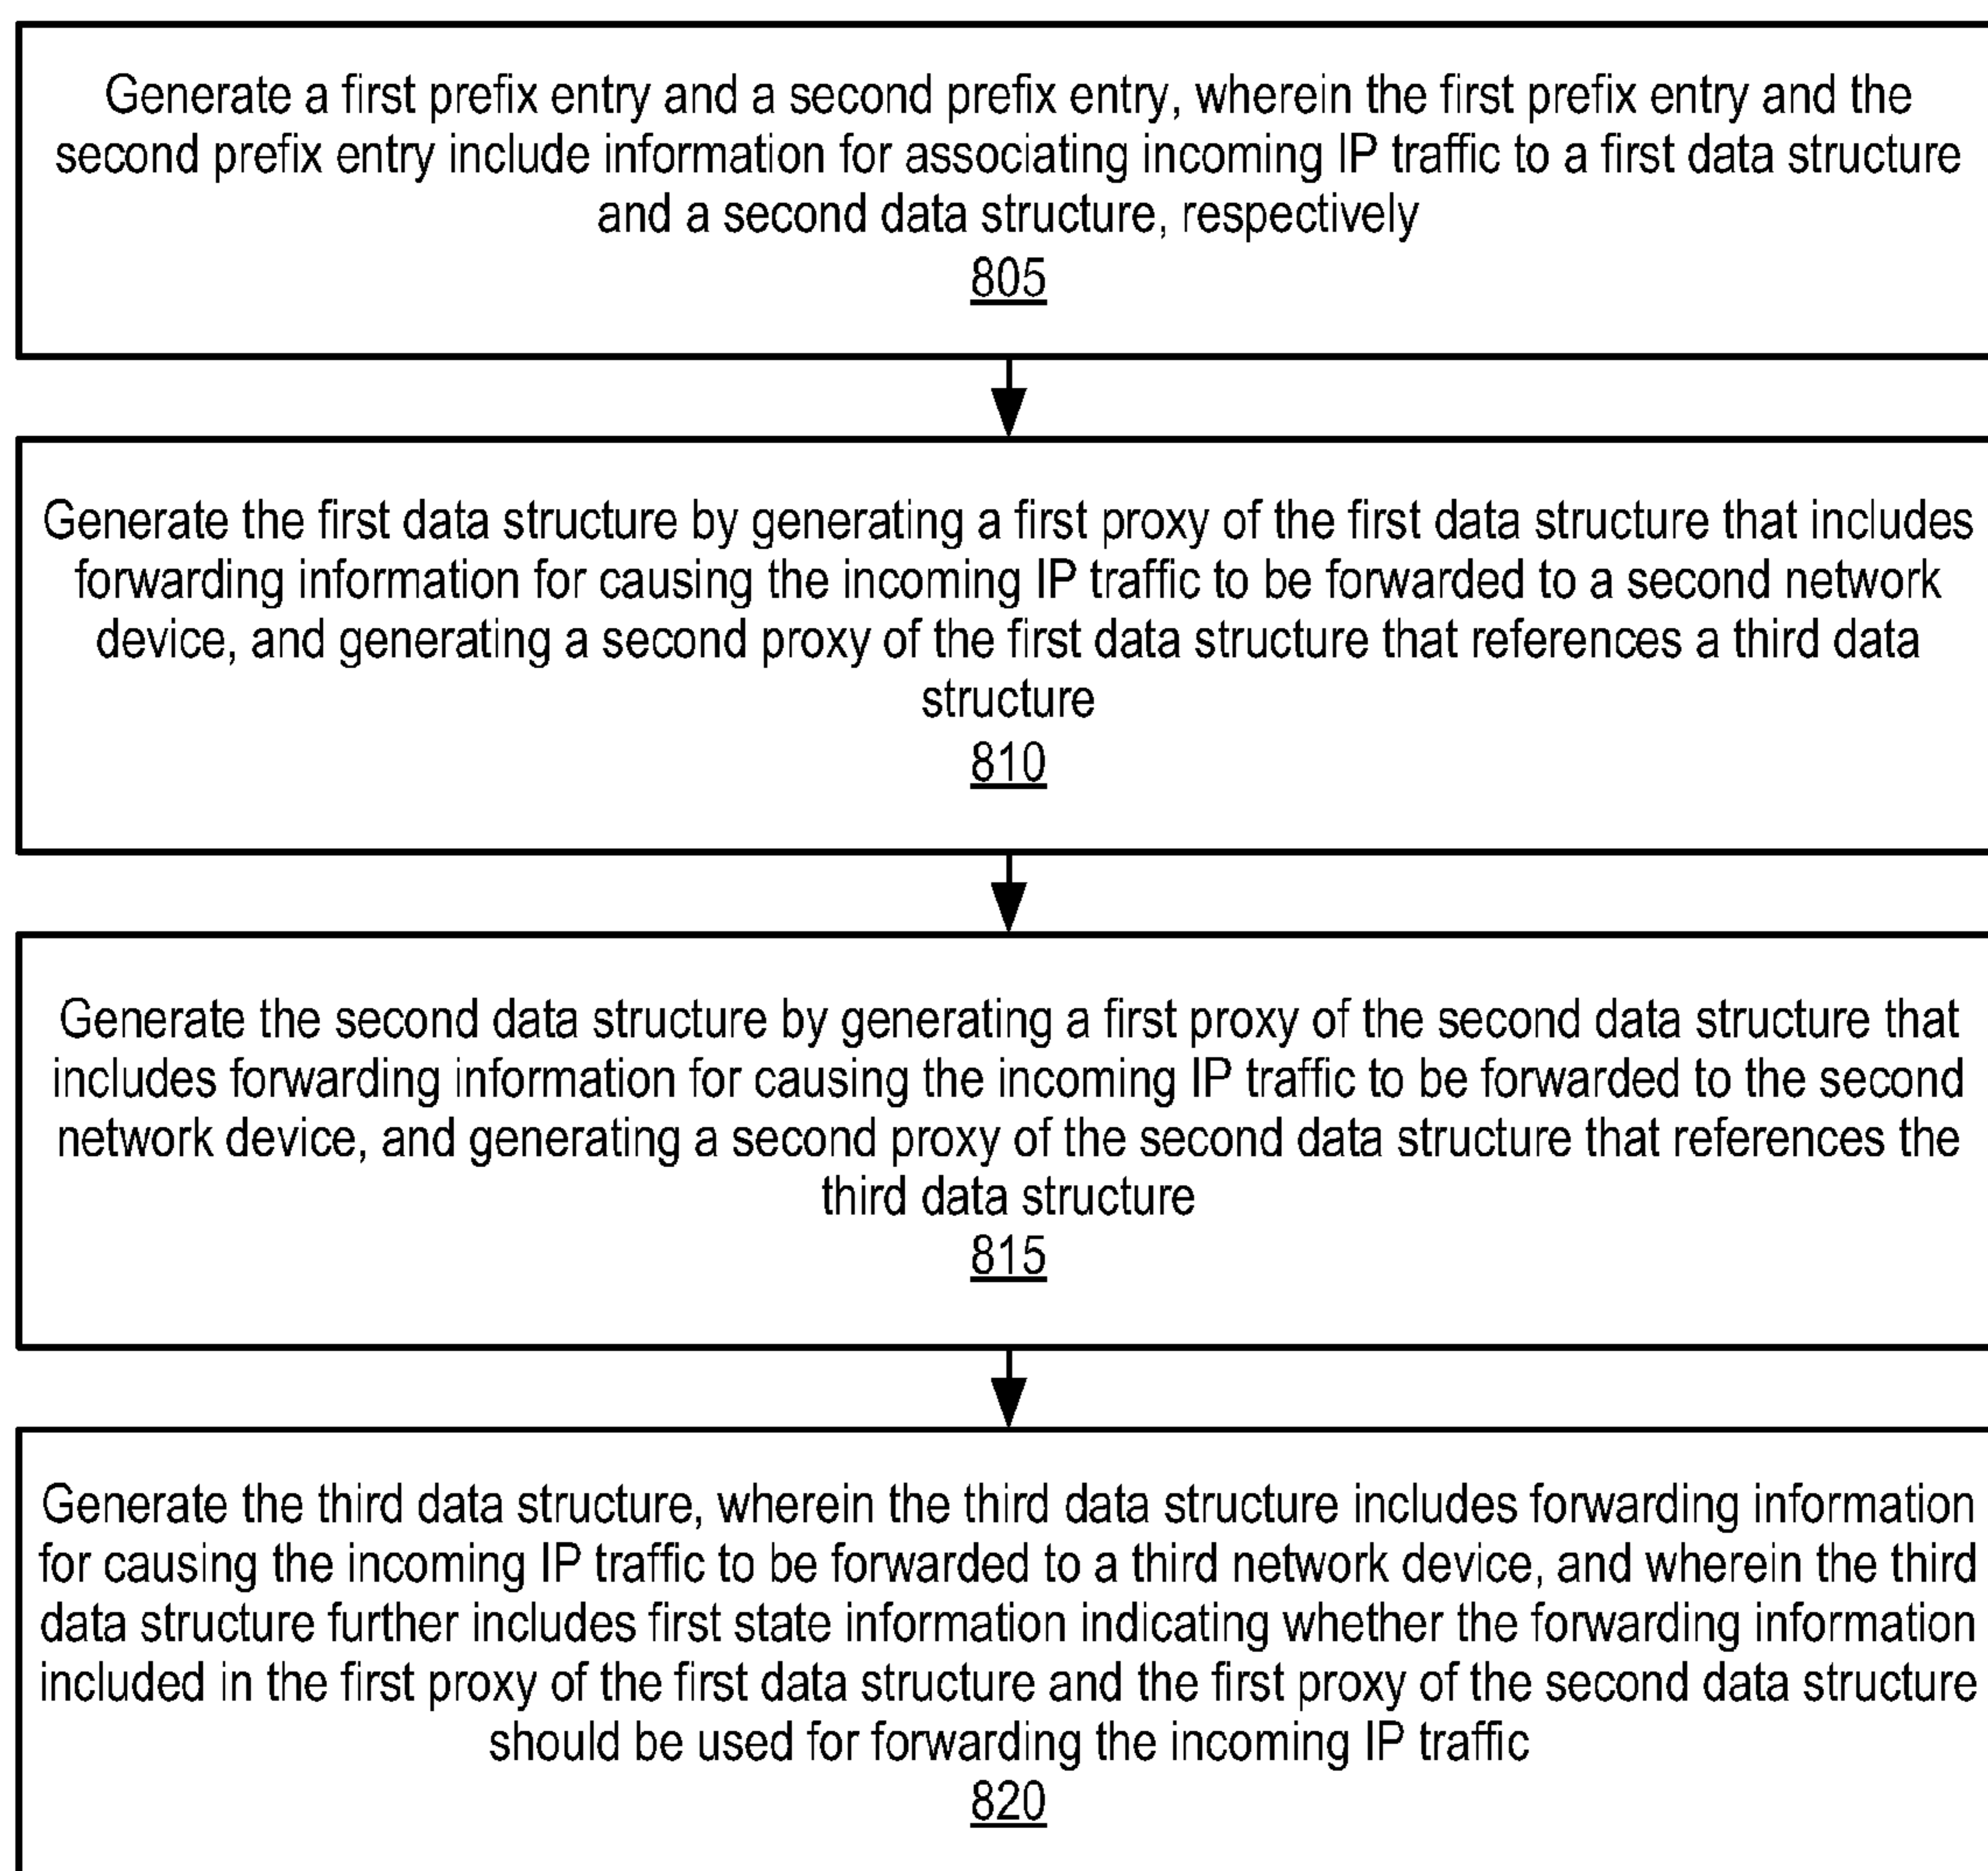 Generate a first prefix entry and a second prefix entry, wherein the first prefix entry and the
second prefix entry include information for associating incoming IP traffic to a first data structure
and a second data structure, respectively
805
Generate the first data structure by generating a first proxy of the first data structure that includes
forwarding information for causing the incoming IP traffic to be forwarded to a second network
device, and generating a second proxy of the first data structure that references a third data
structure
810
Generate the second data structure by generating a first proxy of the second data structure that
includes forwarding information for causing the incoming IP traffic to be forwarded to the second
network device, and generating a second proxy of the second data structure that references the
third data structure
815
Generate the third data structure, wherein the third data structure includes forwarding information
for causing the incoming IP traffic to be forwarded to a third network device, and wherein the third
data structure further includes first state information indicating whether the forwarding information
included in the first proxy of the first data structure and the first proxy of the second data structure
should be used for forwarding the incoming IP traffic
820